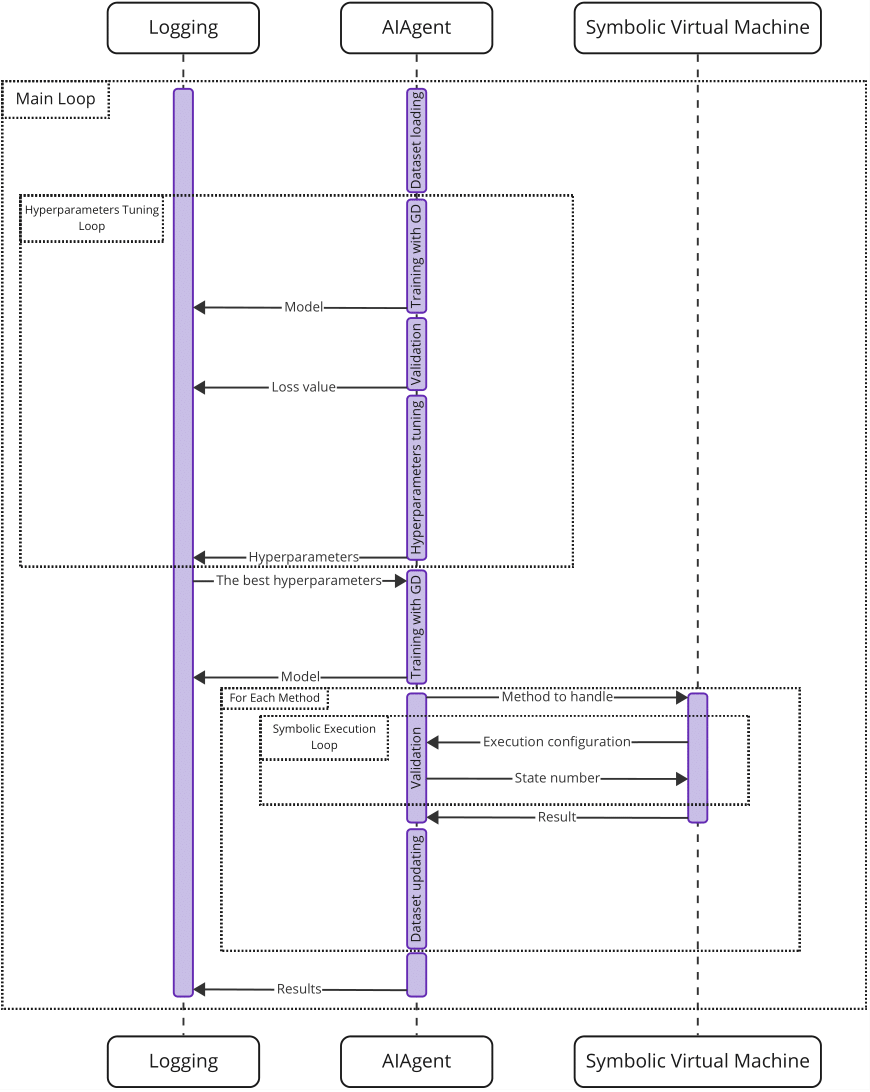 Logging
AIAgent
Symbolic Virtual Machine
Main Loop
Dataset loading
Hyperparameters Tuning
Loop
Training with GD
Model
Validation
Loss value
Hyperparameters tuning
Hyperparameters
The best hyperparameters
Training with GD
Model
For Each Method
Method to handle
Symbolic Execution
Loop
Validation
Execution configuration
State number
Result
Dataset updating
Results
Logging
AIAgent
Symbolic Virtual Machine